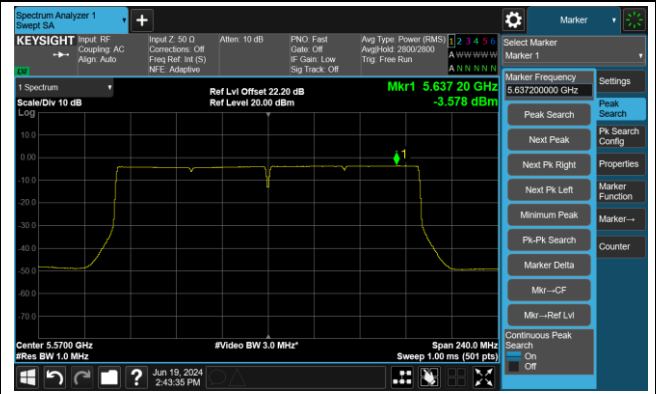 Spectrum Analyzer 1
Swept SA
Marker
KEYSIGHT
Input: RF
Coupling: AC
Align: Auto
Input Z: 50 Ω
Corrections: Off
Freq Ref: Int (S)
NFE: Adaptive
Atten: 10 dB
PNO: Fast
Gate: Off
IF Gain: Low
Sig Track: Off
Avg Type: Power (RMS)
Avg|Hold: 2800/2800
Trig: Free Run
1 2 3 4 5 6
A W W W W W
A N N N N N
Select Marker
Marker 1
LXI
1 Spectrum
Scale/Div 10 dB
Log
Ref Lvl Offset 22.20 dB
Ref Level 20.00 dBm
Mkr1 5.637 20 GHz
-3.578 dBm
10.0
0.00
-10.0
-20.0
-30.0
-40.0
-50.0
-60.0
-70.0
1
Center 5.5700 GHz
#Res BW 1.0 MHz
#Video BW 3.0 MHz*
Span 240.0 MHz
Sweep 1.00 ms (501 pts)
Marker Frequency
5.637200000 GHz
Peak Search
Next Peak
Next Pk Right
Next Pk Left
Minimum Peak
Pk-Pk Search
Marker Delta
Mkr→CF
Mkr→Ref Lvl
Continuous Peak
Search
On
Off
Settings
Peak
Search
Pk Search
Config
Properties
Marker
Function
Marker→
Counter
?
Jun 19, 2024
2:43:35 PM